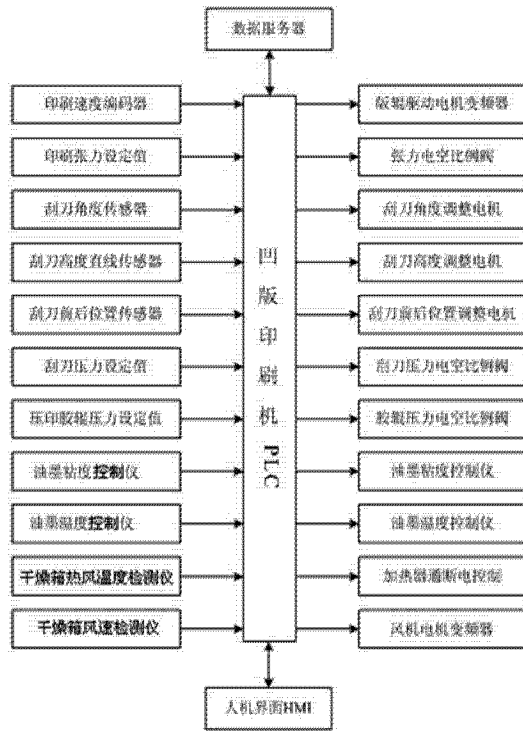 数据服务器
印刷速度编码器
版辊驱动电机变频器
印刷张力设定值
张力电空比例阀
刮刀角度传感器
刮刀角度调整电机
刮刀高度直线传感器
刮刀高度调整电机
刮刀前后位置传感器
刮刀前后位置调整电机
刮刀压力设定值
刮刀压力电空比例阀
压印胶辊压力设定值
胶辊压力电空比例阀
油墨粘度控制仪
油墨粘度控制仪
油墨温度控制仪
油墨温度控制仪
干燥箱热风温度检测仪
加热器通断电控制
干燥箱风速检测仪
风机电机变频器
凹版印刷机PLC
人机界面HMI